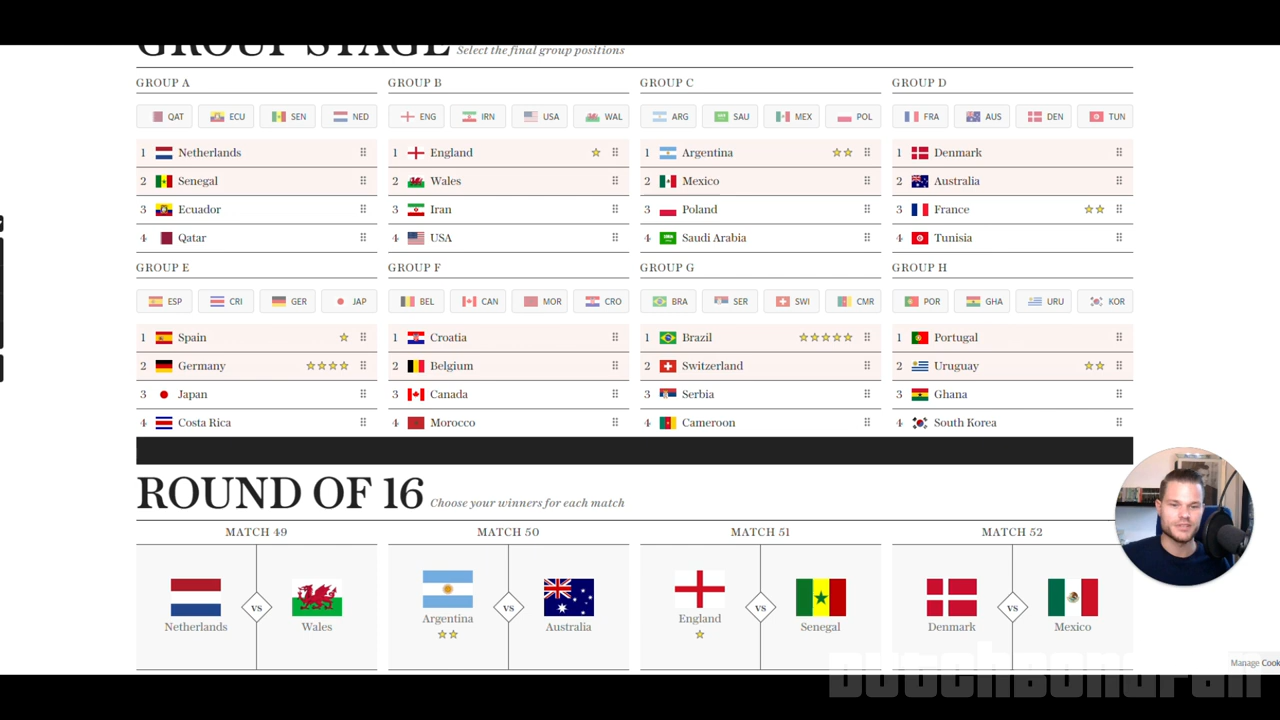 GROUP STAGE Select the final group positions
GROUP A
QAT ECU SEN NED
1 Netherlands
2 Senegal
3 Ecuador
4 Qatar
GROUP B
ENG IRN USA WAL
1 England
2 Wales
3 Iran
4 USA
GROUP C
ARG SAU MEX POL
1 Argentina
2 Mexico
3 Poland
4 Saudi Arabia
GROUP D
FRA AUS DEN TUN
1 Denmark
2 Australia
3 France
4 Tunisia
GROUP E
ESP CRI GER JAP
1 Spain
2 Germany
3 Japan
4 Costa Rica
GROUP F
BEL CAN MOR CRO
1 Croatia
2 Belgium
3 Canada
4 Morocco
GROUP G
BRA SER SWI CMR
1 Brazil
2 Switzerland
3 Serbia
4 Cameroon
GROUP H
POR GHA URU KOR
1 Portugal
2 Uruguay
3 Ghana
4 South Korea
ROUND OF 16 Choose your winners for each match
MATCH 49
Netherlands vs Wales
MATCH 50
Argentina vs Australia
MATCH 51
England vs Senegal
MATCH 52
Denmark vs Mexico
Manage Cook
DUTCHBONDFAN